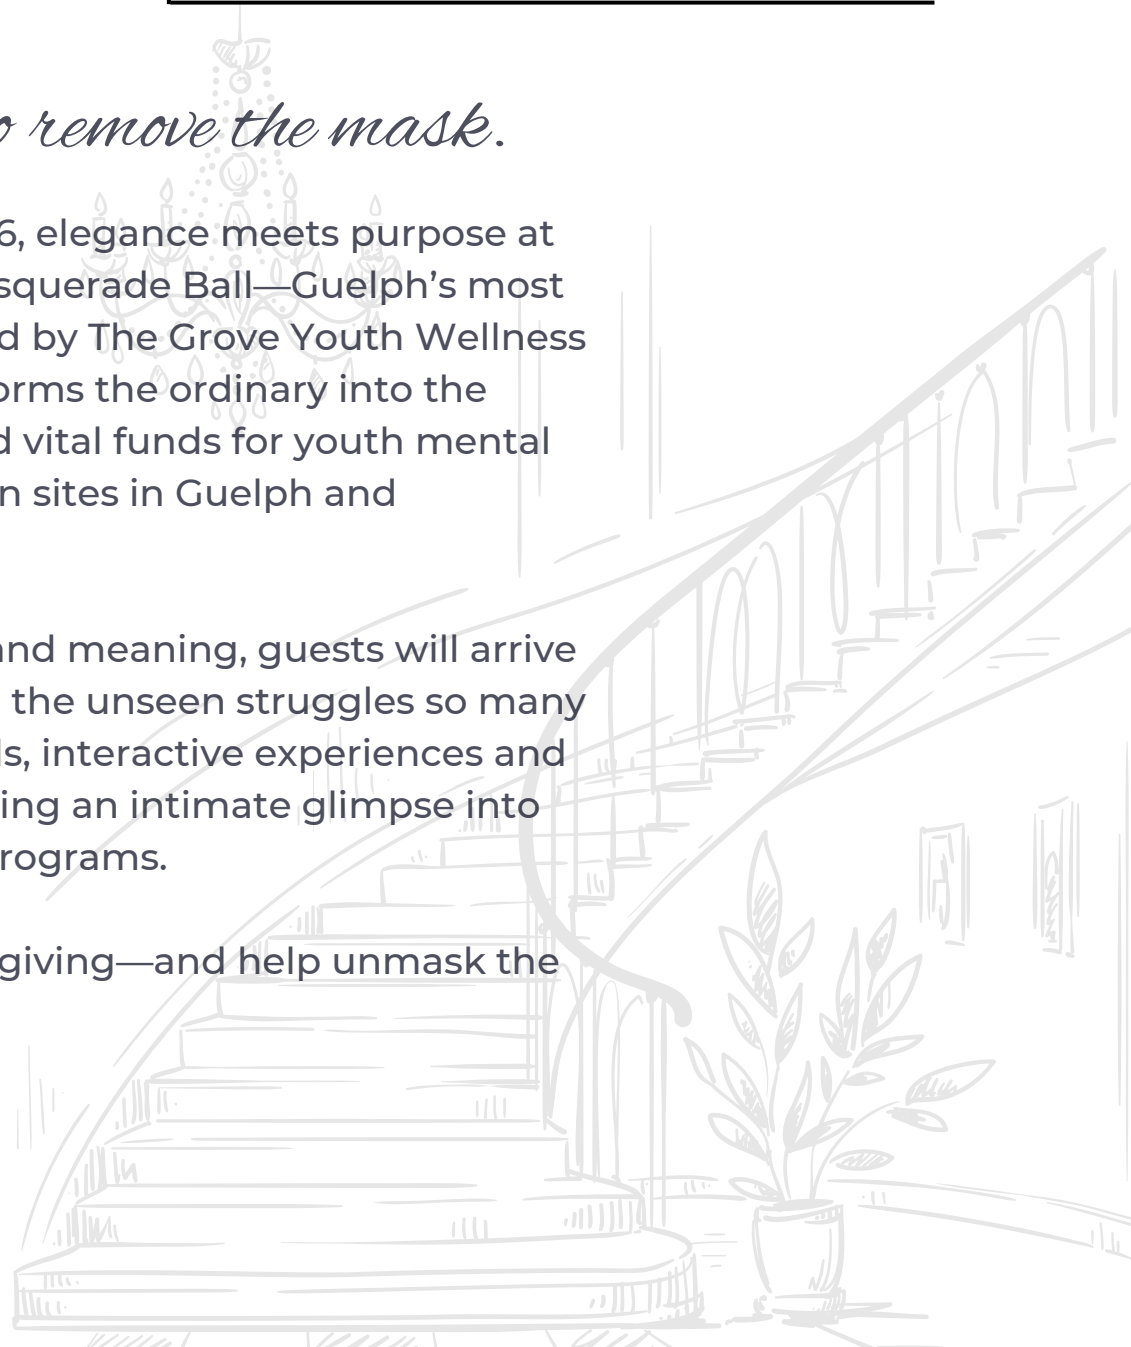 o remove the mask.
6, elegance meets purpose at
squerade Ball—Guelph’s most
d by The Grove Youth Wellness
orms the ordinary into the
d vital funds for youth mental
n sites in Guelph and
and meaning, guests will arrive
the unseen struggles so many
ls, interactive experiences and
ing an intimate glimpse into
rograms.
giving—and help unmask the